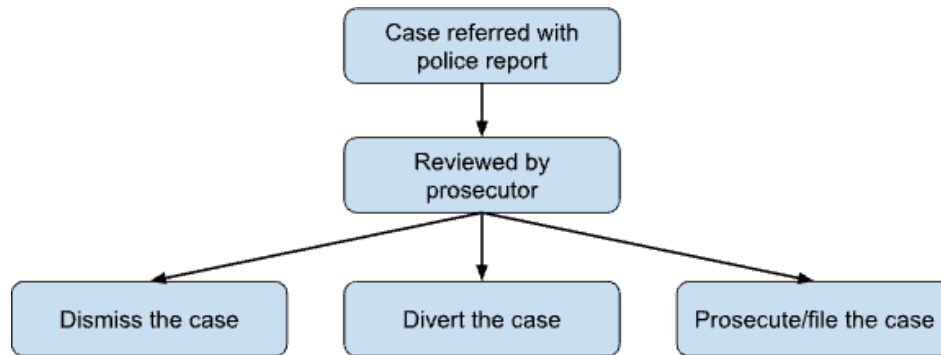 Case referred with
police report
Reviewed by
prosecutor
Dismiss the case
Divert the case
Prosecute/file the case